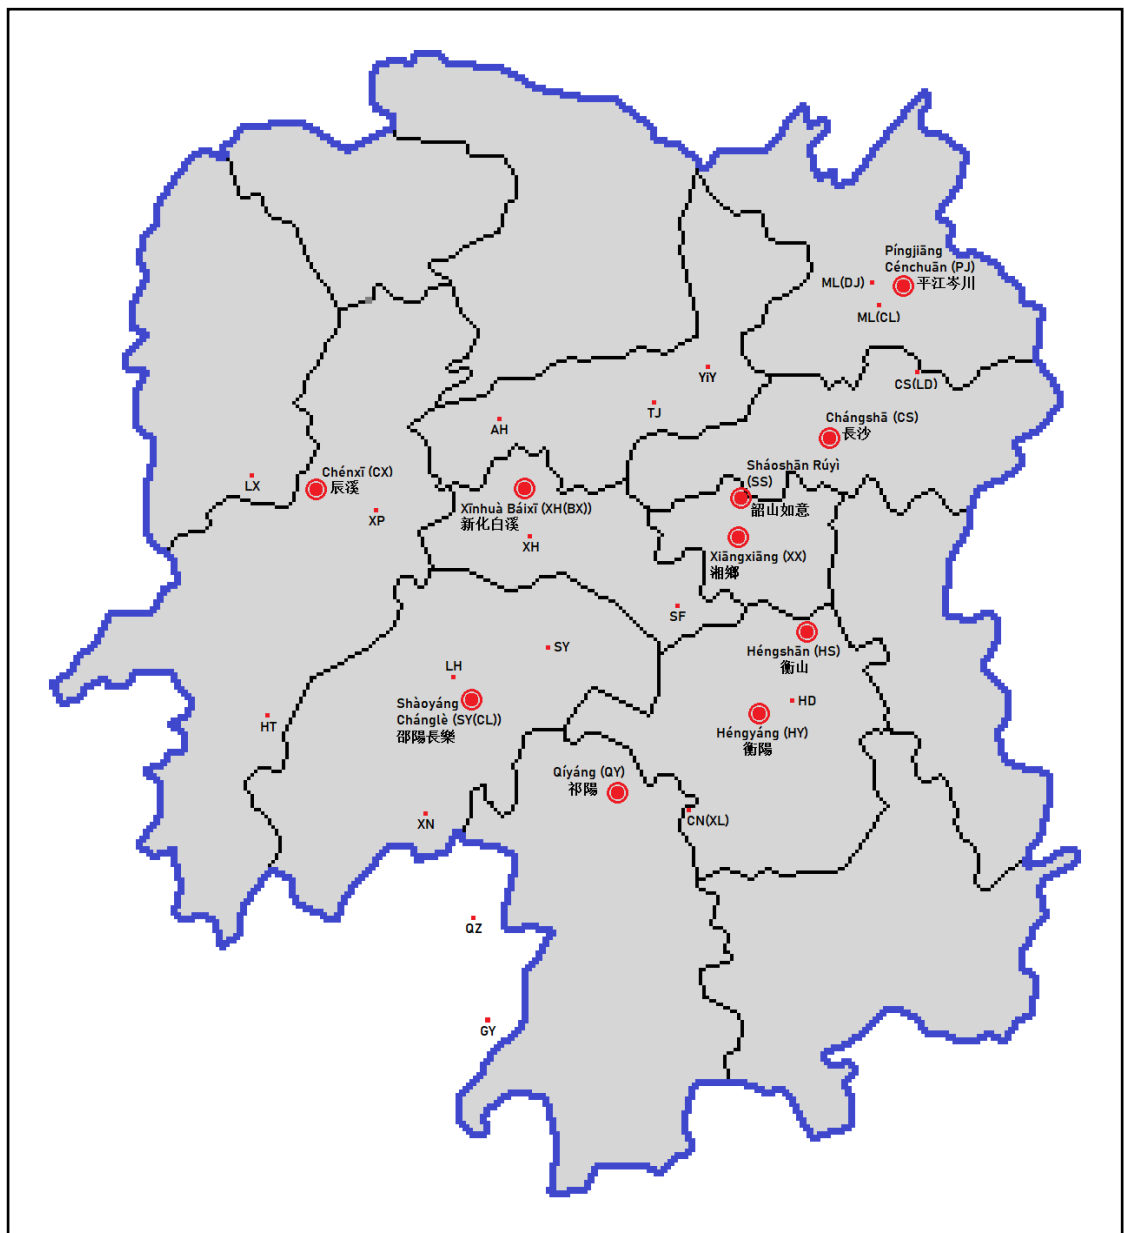 Píngjiāng
Cénchuān (PJ)
平江岑川
ML(DJ)
ML(CL)
YiY
CS(LD)
TJ
AH
Chángshā (CS)
長沙
Sháoshān Rúyì
(SS)
韶山如意
LX
Chénxī (CX)
辰溪
XP
Xīnhuà Báixī (XH(BX))
新化白溪
XH
Xiāngxiāng (XX)
湘鄉
SF
Héngshān (HS)
衡山
SY
LH
Shàoyáng
Chánglè (SY(CL))
邵陽長樂
HT
HD
Héngyáng (HY)
衡陽
Qíyáng (QY)
祁陽
XN
CN(XL)
QZ
GY